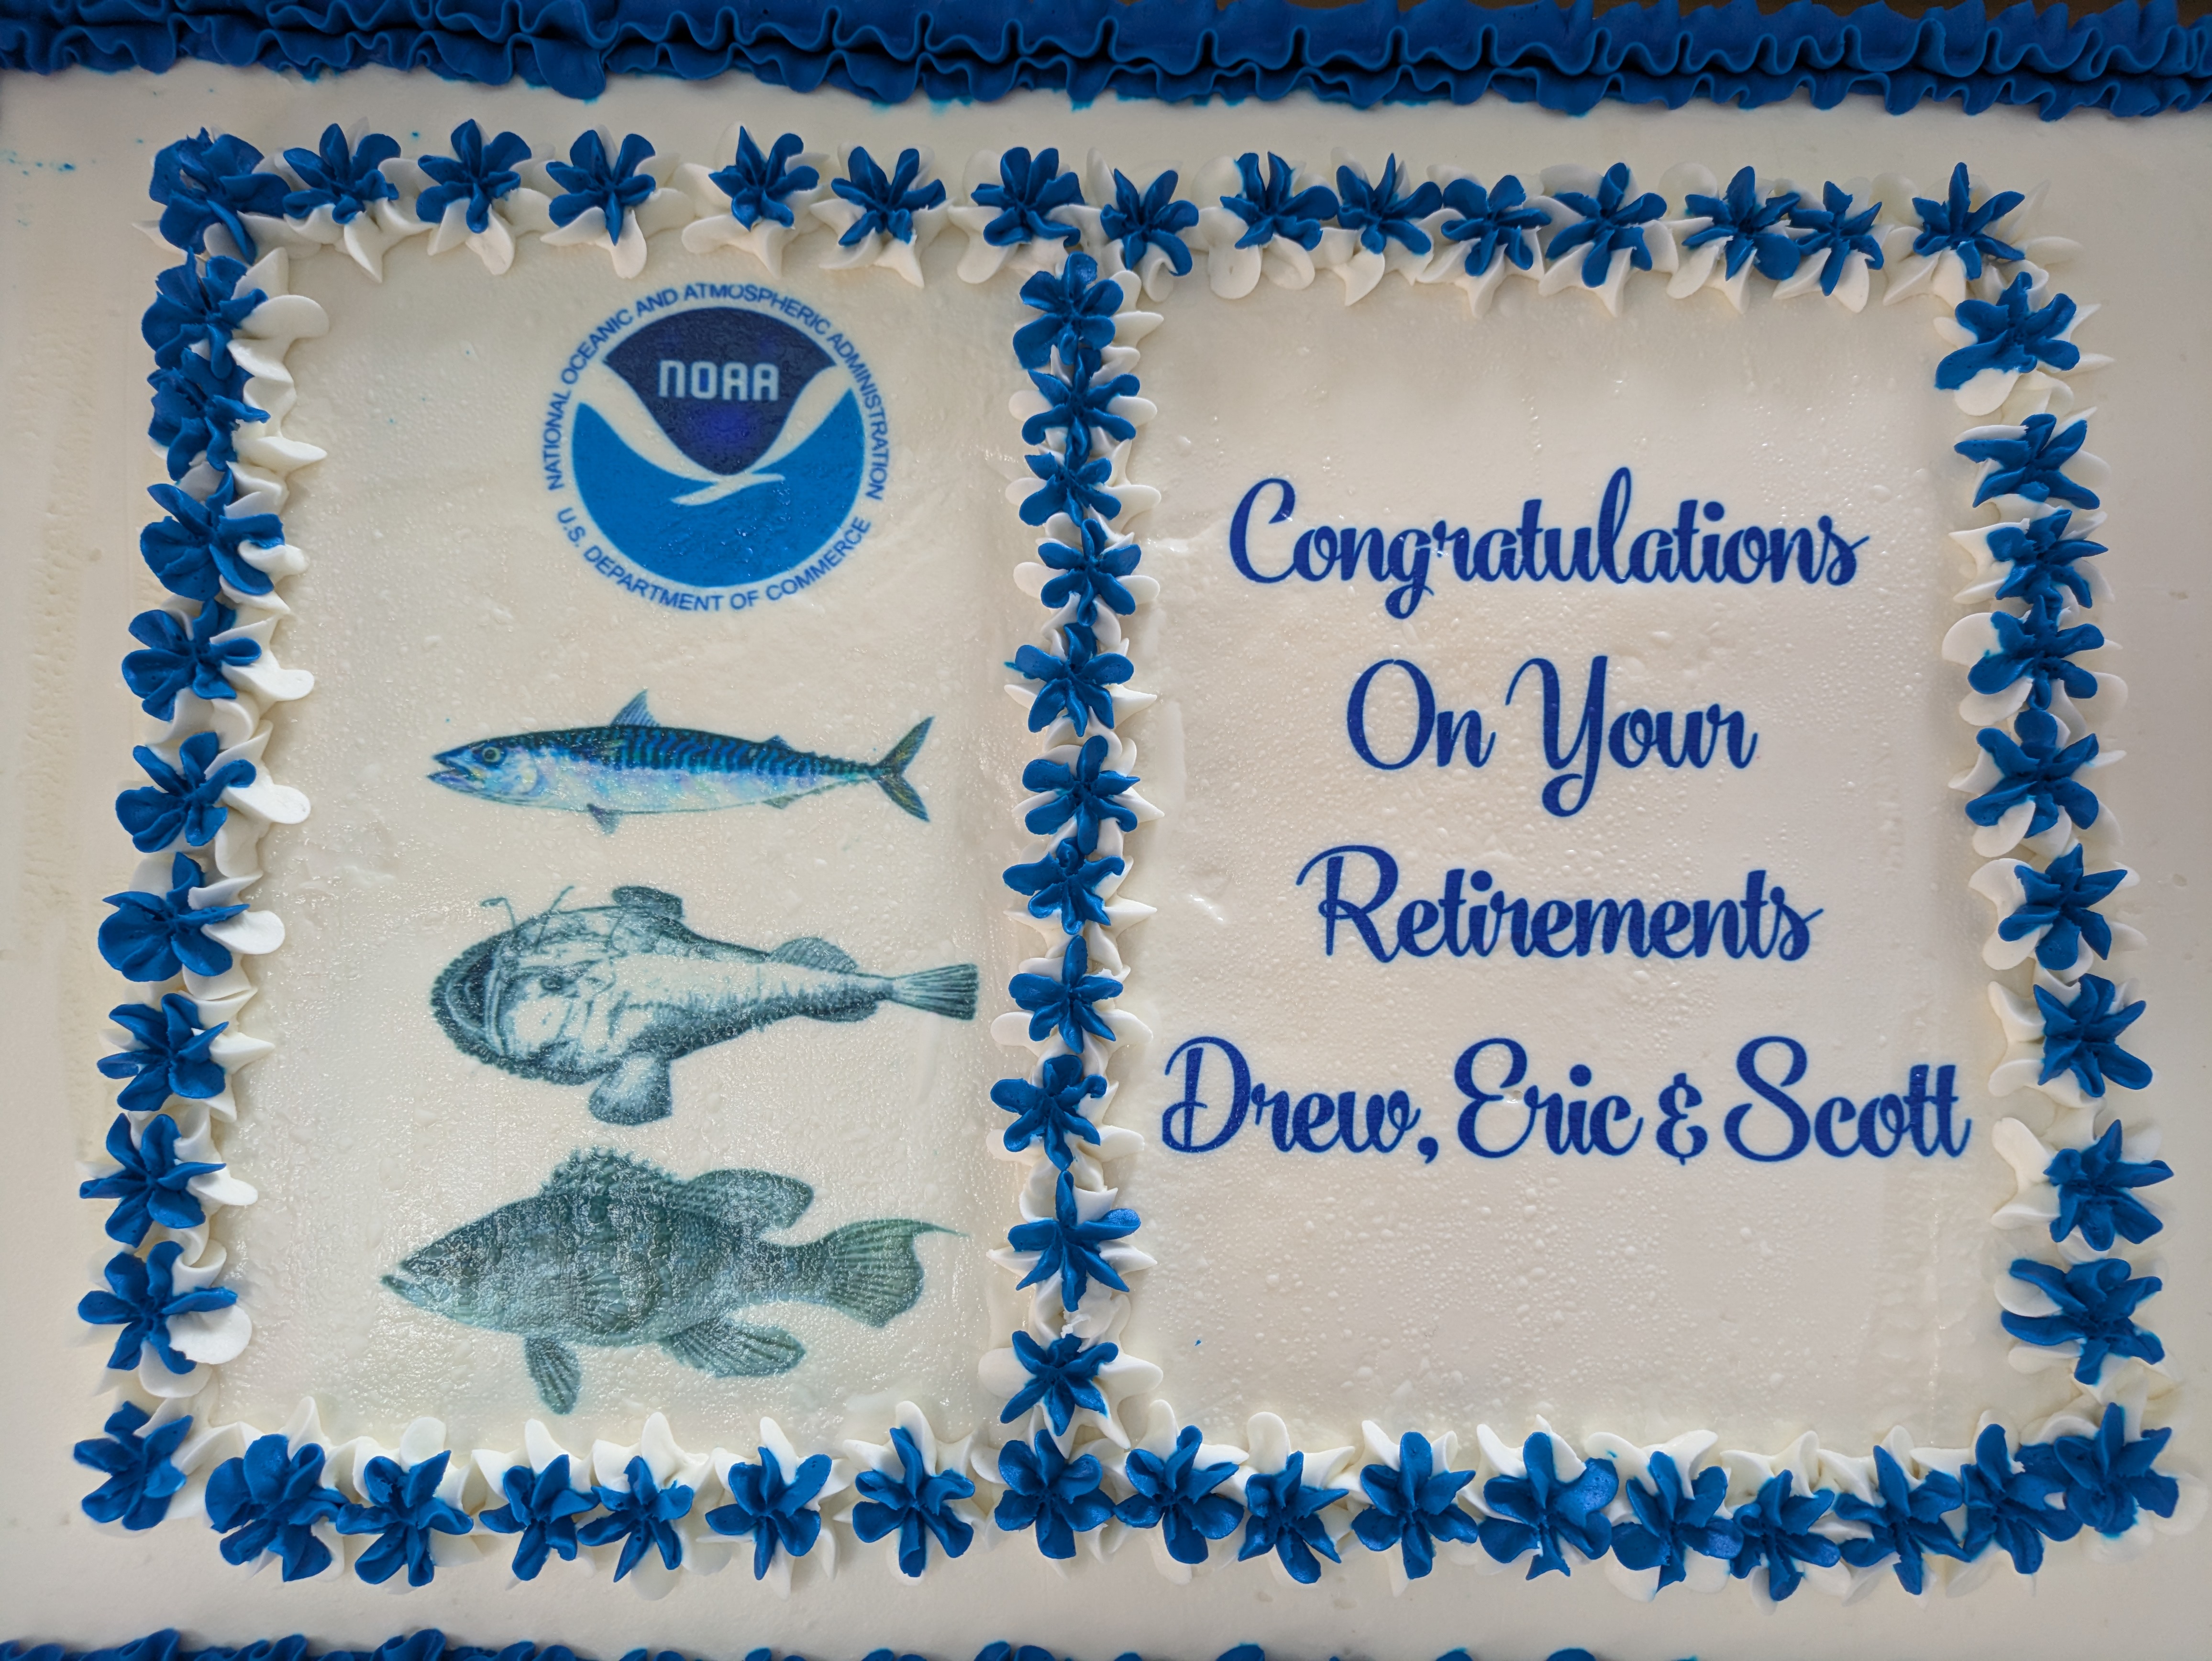 NATIONAL OCEANIC AND ATMOSPHERIC ADMINISTRATION
NOAA
U.S. DEPARTMENT OF COMMERCE
Congratulations
On Your
Retirements
Drew, Eric & Scott